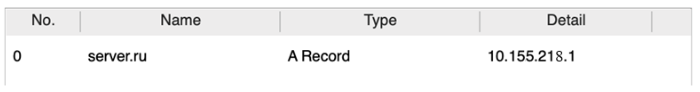 No. Name Type Detail
0 server.ru A Record 10.155.218.1